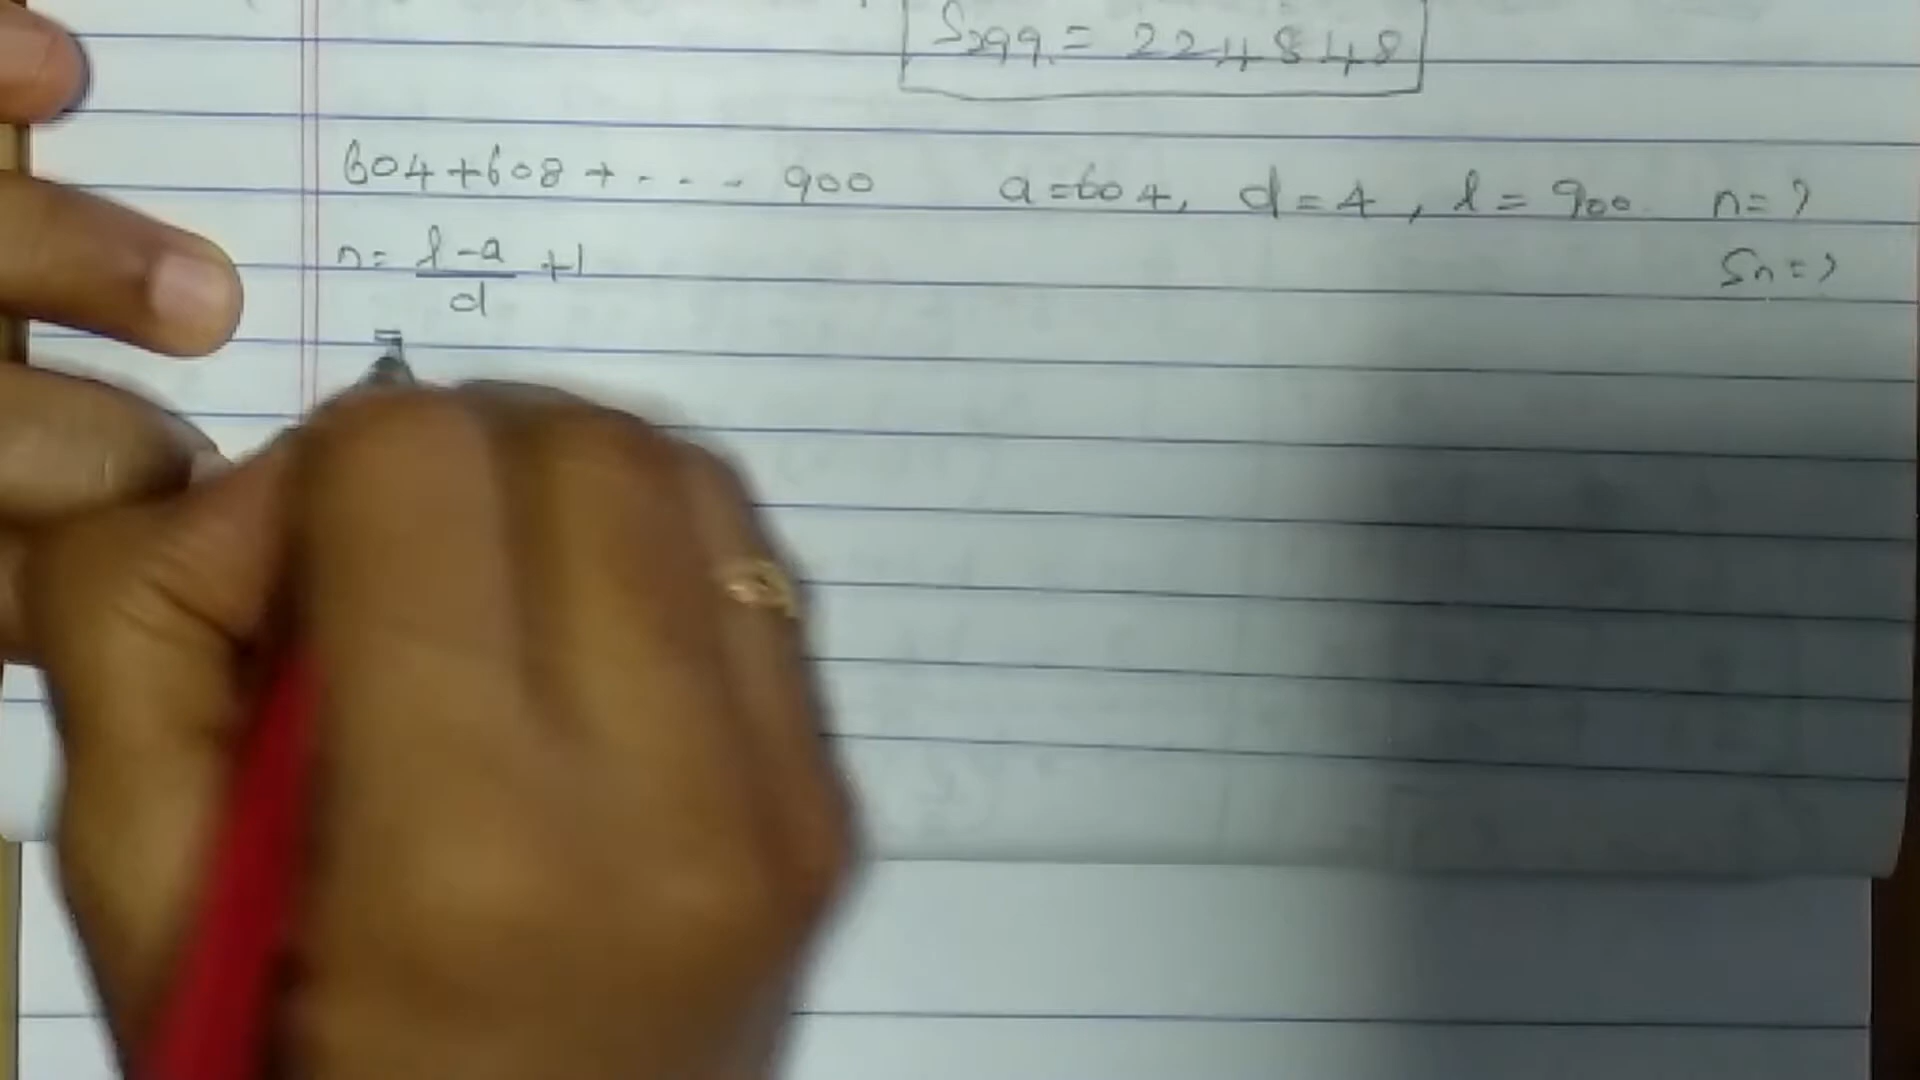 S299. = 224848
604+608+ - - - 900 a=604, d=4, l=900. n=?
n= l-a/d +1 Sn=?
=